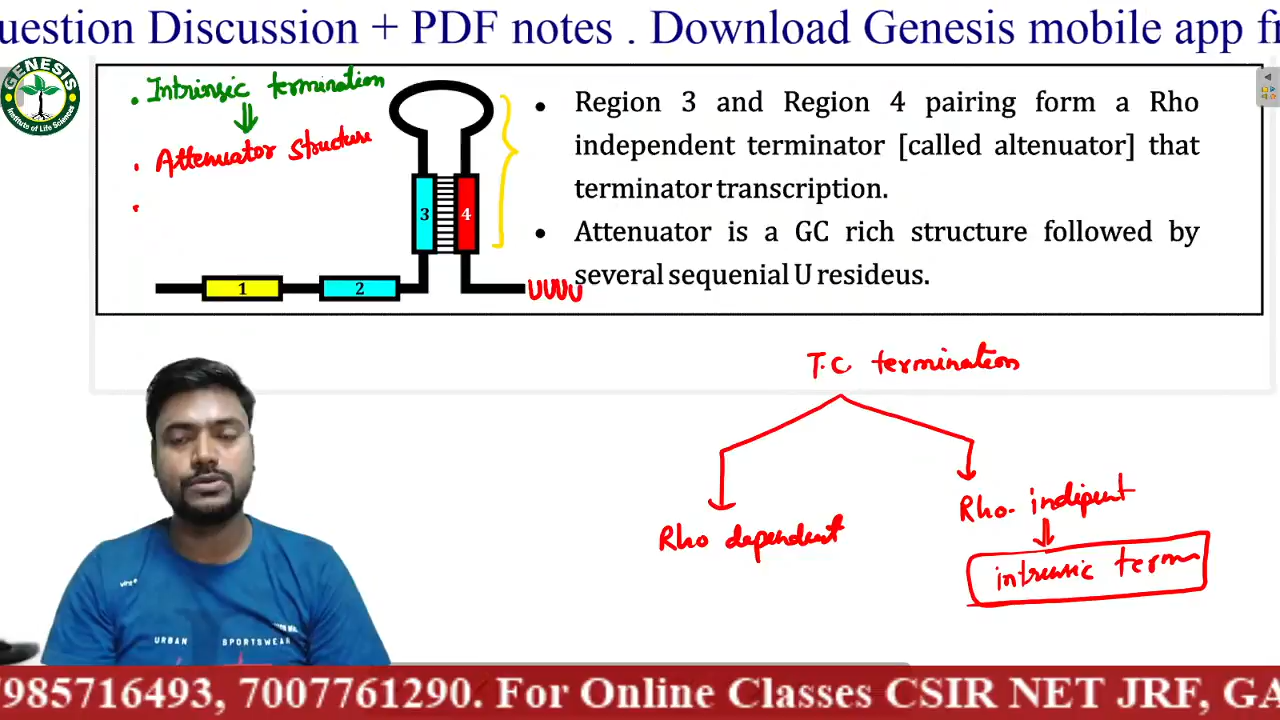 uestion Discussion + PDF notes . Download Genesis mobile app f
GENESIS
Institute of Life Sciences
• Intrinsic termination
• Attenuator structure
•
3
4
1
2
UUUU
• Region 3 and Region 4 pairing form a Rho
independent terminator [called altenuator] that
terminator transcription.
• Attenuator is a GC rich structure followed by
several sequenial U resideus.
T.C termination
Rho dependent
Rho. indipent
intrinsic term
URBAN SPORTSWEAR
7985716493, 7007761290. For Online Classes CSIR NET JRF, GA